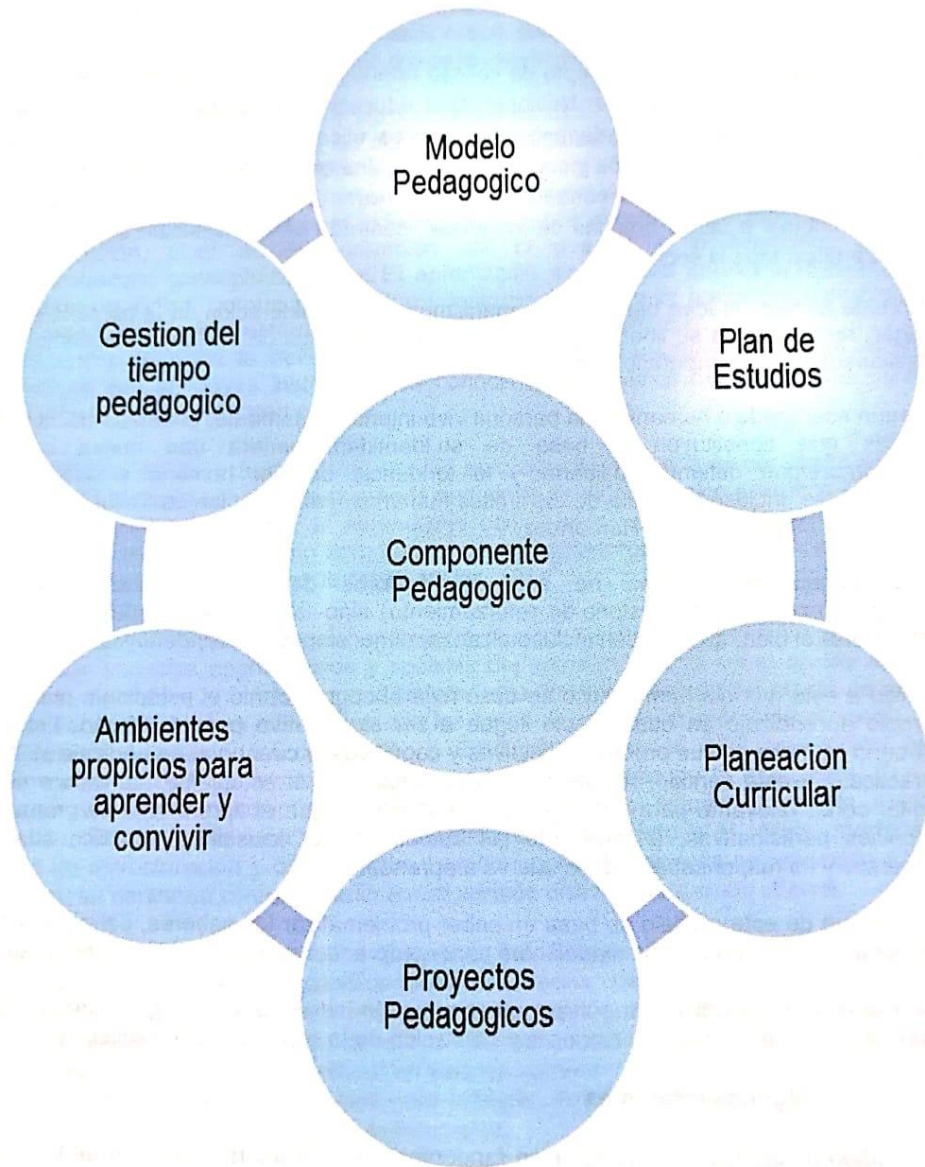 Modelo
Pedagogico
Plan de
Estudios
Planeacion
Curricular
Proyectos
Pedagogicos
Ambientes
propicios para
aprender y
convivir
Gestion del
tiempo
pedagogico
Componente
Pedagogico